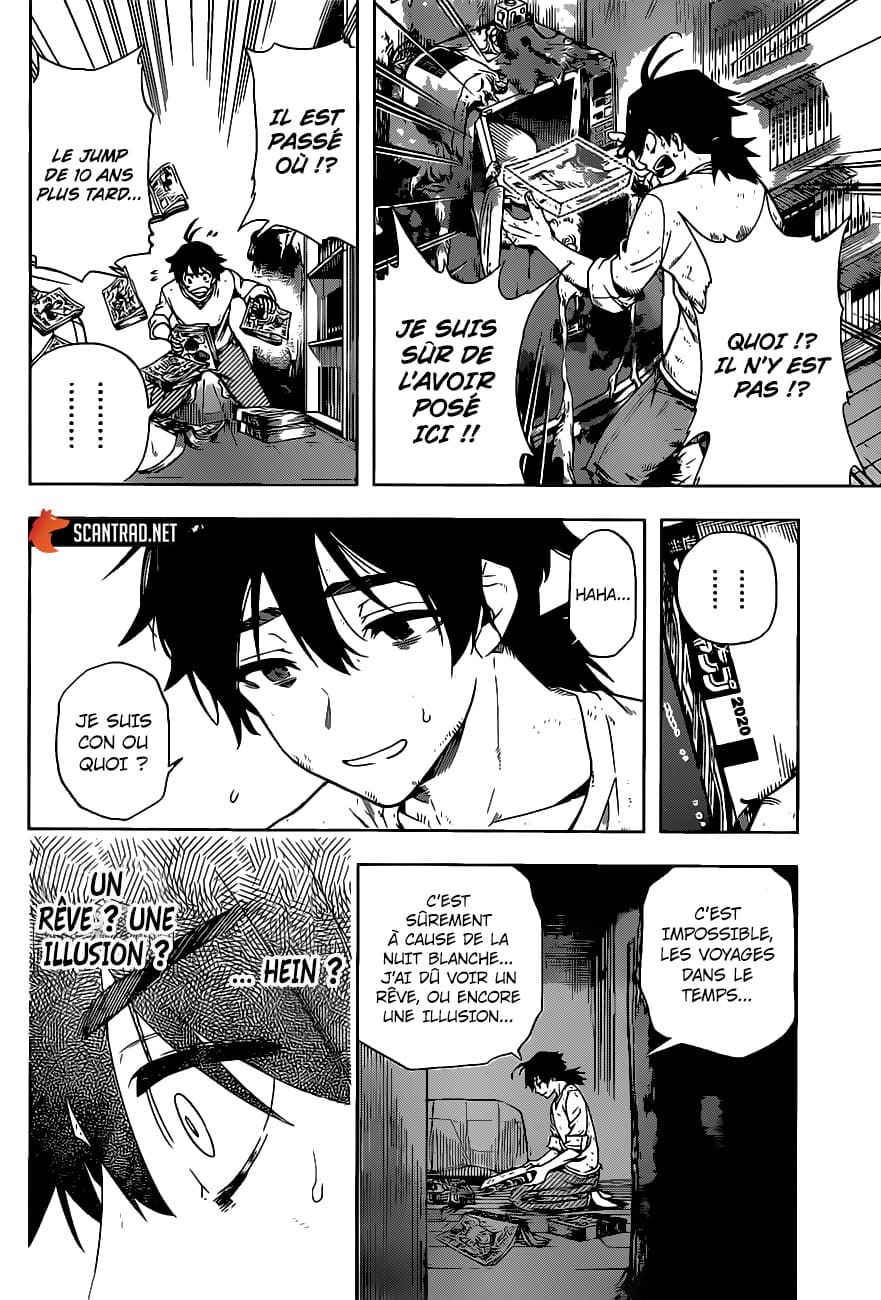 QUOI !?
IL N'Y EST
PAS !?
JE SUIS
SÛR DE
L'AVOIR
POSÉ
ICI !!
IL EST
PASSÉ
OÙ !?
LE JUMP
DE 10 ANS
PLUS TARD...
2020
HAHA...
JE SUIS
CON OU
QUOI ?
SCANTRAD.NET
C'EST
IMPOSSIBLE,
LES VOYAGES
DANS LE
TEMPS...
C'EST
SÛREMENT
À CAUSE DE LA
NUIT BLANCHE...
J'AI DÛ VOIR UN
RÊVE, OU ENCORE
UNE ILLUSION...
... HEIN ?
UN
RÊVE ? UNE
ILLUSION ?